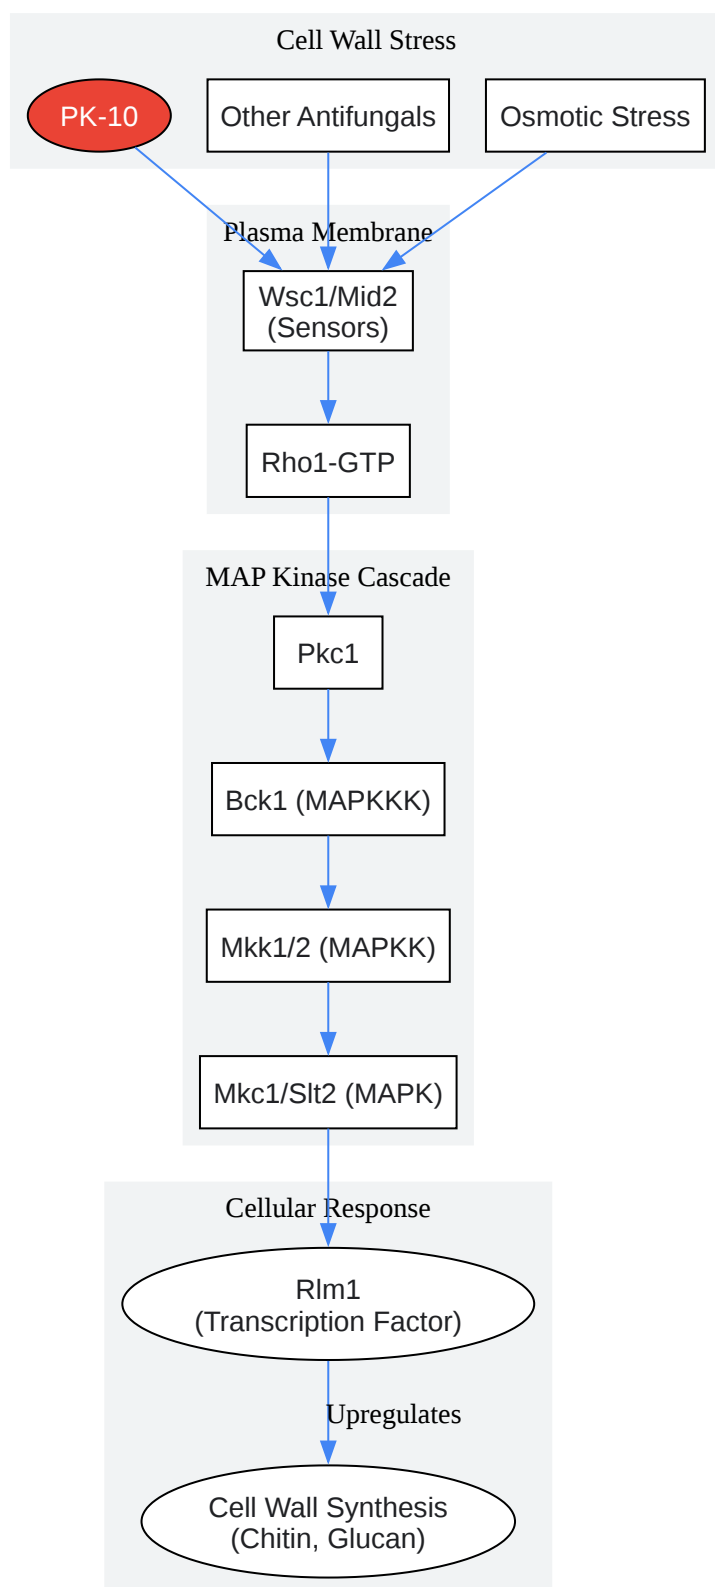 Cell Wall Stress
PK-10
Other Antifungals
Osmotic Stress
Plasma Membrane
Wsc1/Mid2
(Sensors)
Rho1-GTP
MAP Kinase Cascade
Pkc1
Bck1 (MAPKKK)
Mkk1/2 (MAPKK)
Mkc1/Slt2 (MAPK)
Cellular Response
Rlm1
(Transcription Factor)
Upregulates
Cell Wall Synthesis
(Chitin, Glucan)